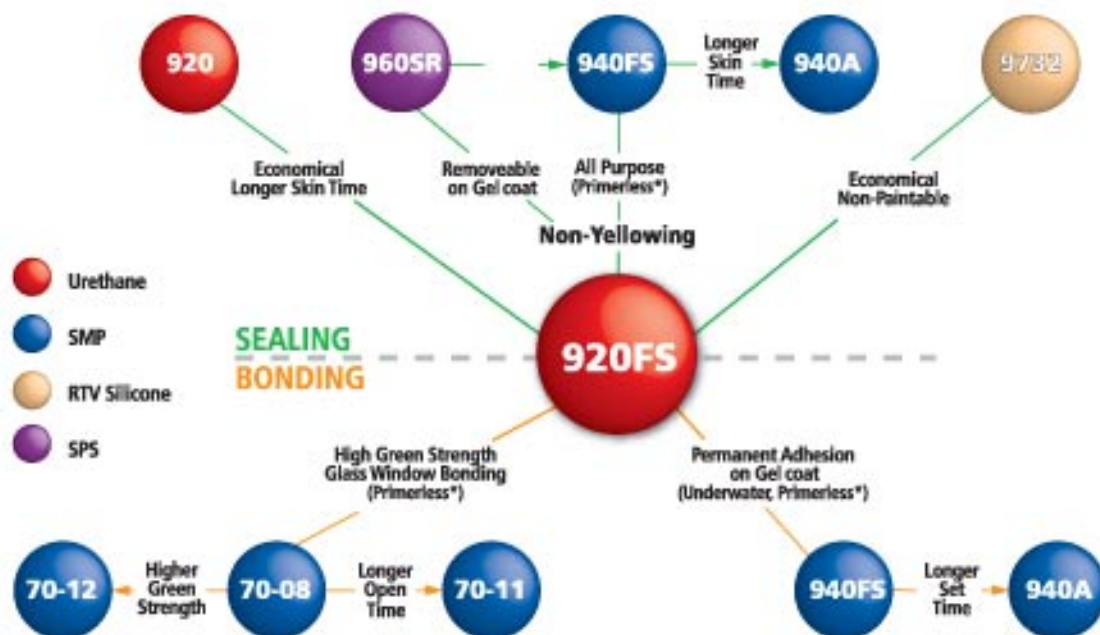 920
960SR
940FS
Longer
Skin
Time
940A
9732
Economical
Longer Skin Time
Removeable
on Gel coat
All Purpose
(Primerless*)
Economical
Non-Paintable
Non-Yellowing
Urethane
SMP
RTV Silicone
SPS
SEALING
BONDING
920FS
High Green Strength
Glass Window Bonding
(Primerless*)
Permanent Adhesion
on Gel coat
(Underwater, Primerless*)
70-12
Higher
Green
Strength
70-08
Longer
Open
Time
70-11
940FS
Longer
Set
Time
940A